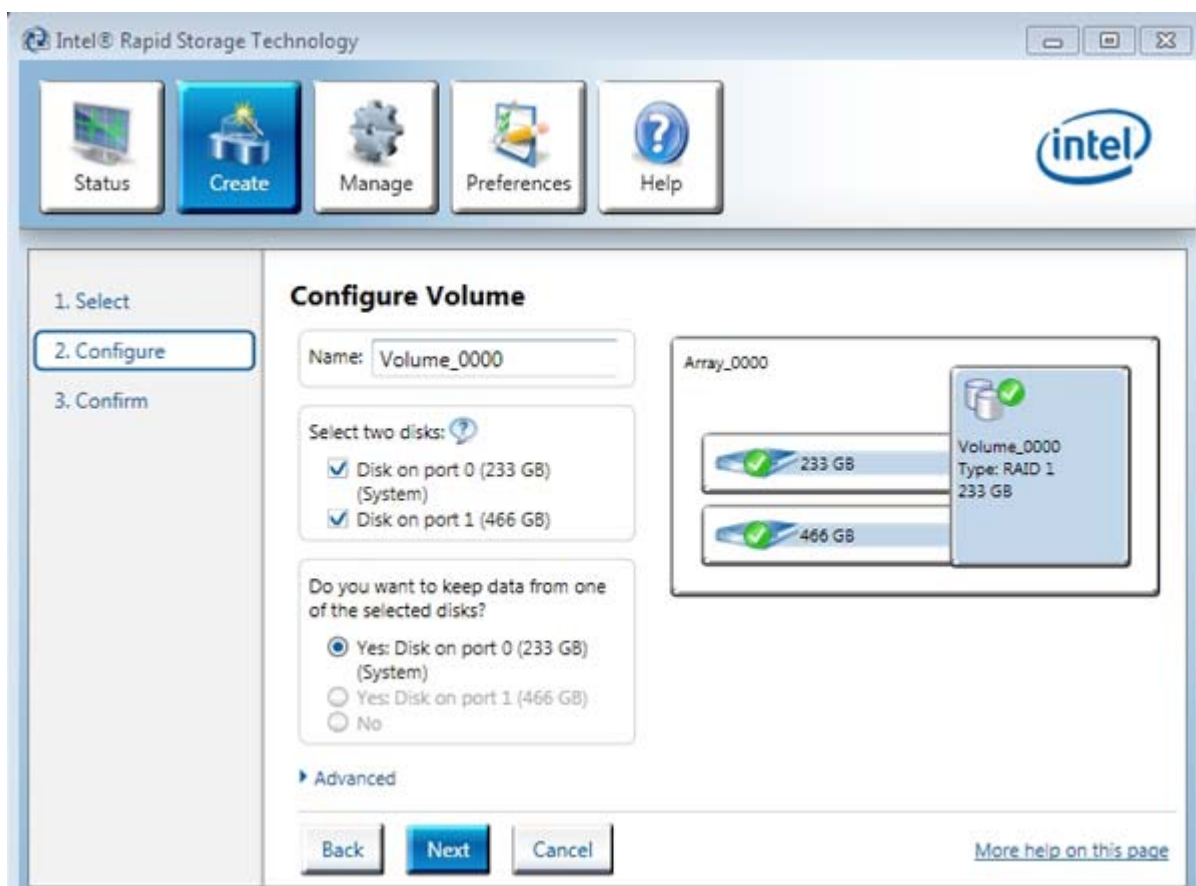 Intel® Rapid Storage Technology
Status
Create
Manage
Preferences
Help
intel
1. Select
2. Configure
3. Confirm
Configure Volume
Name: Volume_0000
Select two disks:
Disk on port 0 (233 GB)
(System)
Disk on port 1 (466 GB)
Do you want to keep data from one
of the selected disks?
Yes: Disk on port 0 (233 GB)
(System)
Yes: Disk on port 1 (466 GB)
No
Advanced
Array_0000
233 GB
466 GB
Volume_0000
Type: RAID 1
233 GB
Back
Next
Cancel
More help on this page